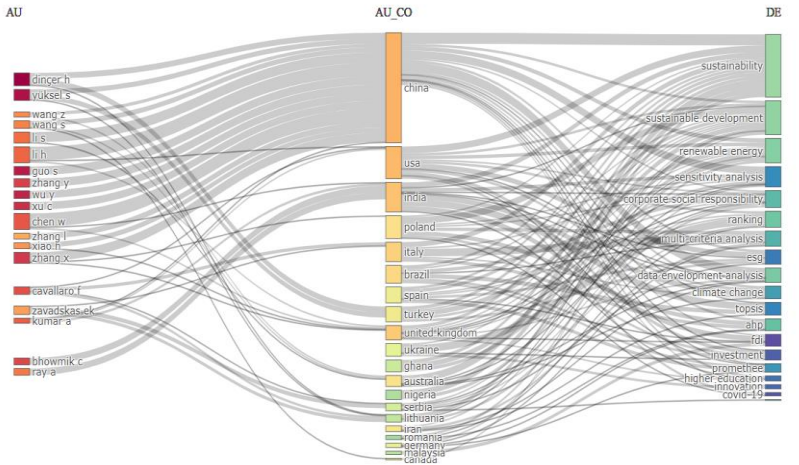 AU
AU_CO
DE
dinçer h
yüksel s
wang z
wang s
li s
li h
guo s
zhang y
wu y
xu c
chen w
zhang l
xiao h
zhang x
cavallaro f
zavadskas ek
kumar a
bhowmik c
ray a
china
usa
india
poland
italy
brazil
spain
turkey
united kingdom
ukraine
ghana
australia
nigeria
serbia
lithuania
iran
romania
germany
malaysia
canada
sustainability
sustainable development
renewable energy
sensitivity analysis
corporate social responsibility
ranking
multi-criteria analysis
esg
data envelopment analysis
climate change
topsis
ahp
fdi
investment
promethee
higher education
innovation
covid-19